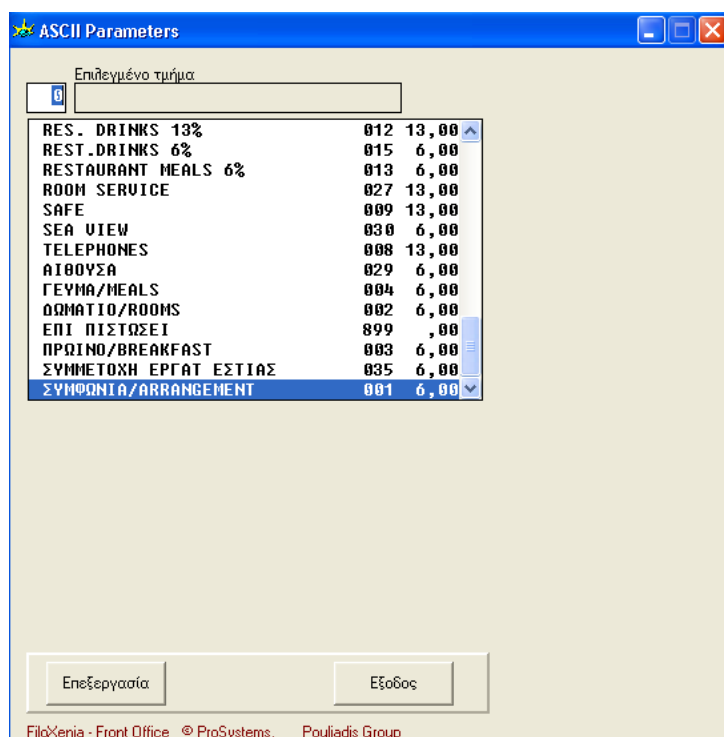 ASCII Parameters
Επιλεγμένο τμήμα
RES. DRINKS 13% 012 13,00
REST.DRINKS 6% 015 6,00
RESTAURANT MEALS 6% 013 6,00
ROOM SERVICE 027 13,00
SAFE 009 13,00
SEA VIEW 030 6,00
TELEPHONES 008 13,00
ΑΙΘΟΥΣΑ 029 6,00
ΓΕΥΜΑ/MEALS 004 6,00
ΔΩΜΑΤΙΟ/ROOMS 002 6,00
ΕΠΙ ΠΙΣΤΩΣΕΙ 899 ,00
ΠΡΩΙΝΟ/BREAKFAST 003 6,00
ΣΥΜΜΕΤΟΧΗ ΕΡΓΑΤ ΕΣΤΙΑΣ 035 6,00
ΣΥΜΦΩΝΙΑ/ARRANGEMENT 001 6,00
Επεξεργασία Εξοδος
FiloXenia - Front Office © ProSystems, Pouliadis Group